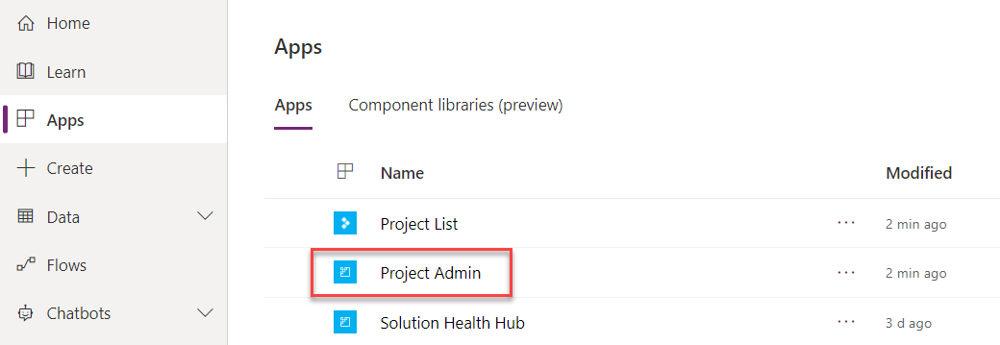 Home
Learn
Apps
Create
Data
Flows
Chatbots
Apps
Apps Component libraries (preview)
Name Modified
Project List ... 2 min ago
Project Admin ... 2 min ago
Solution Health Hub ... 3 d ago